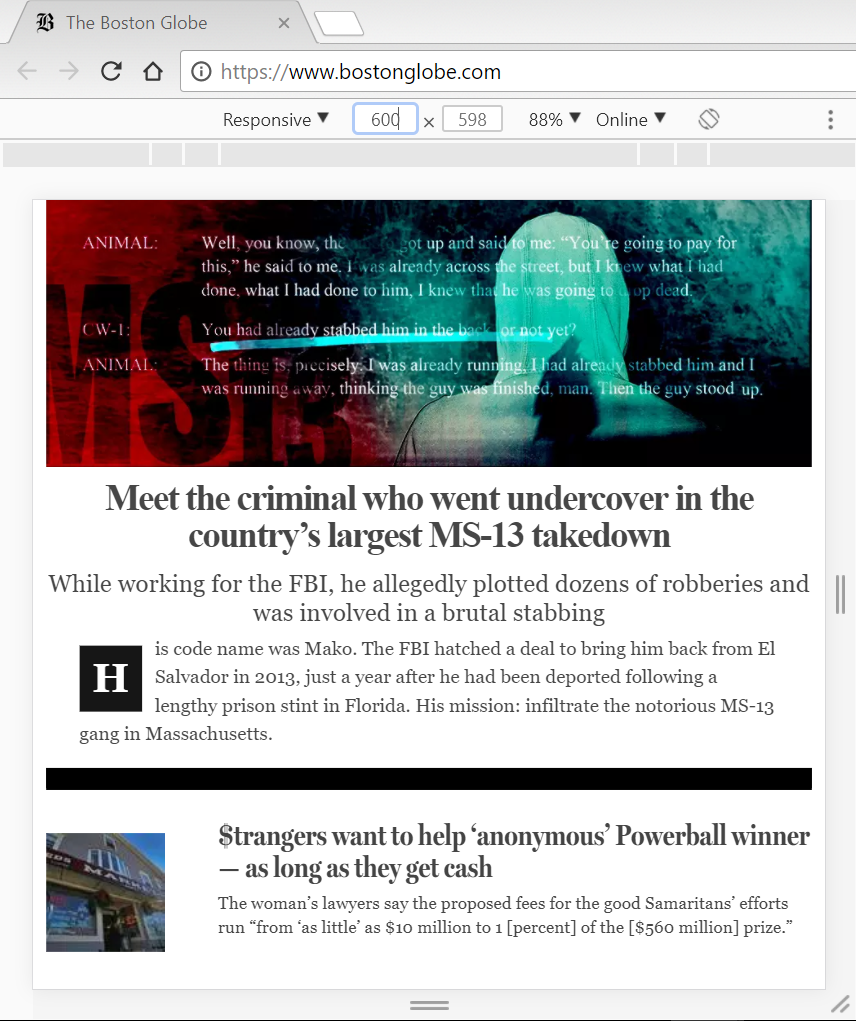 The Boston Globe
https://www.bostonglobe.com
Responsive 600 × 598 88% Online
ANIMAL: Well, you know, the got up and said to me: “You’re going to pay for
this,” he said to me. I was already across the street, but I knew what I had
done, what I had done to him, I knew that he was going to drop dead.
CW-1: You had already stabbed him in the back or not yet?
ANIMAL: The thing is, precisely, I was already running, I had already stabbed him and I
was running away, thinking the guy was finished, man. Then the guy stood up.
MS13
Meet the criminal who went undercover in the
country’s largest MS-13 takedown
While working for the FBI, he allegedly plotted dozens of robberies and
was involved in a brutal stabbing
His code name was Mako. The FBI hatched a deal to bring him back from El
Salvador in 2013, just a year after he had been deported following a
lengthy prison stint in Florida. His mission: infiltrate the notorious MS-13
gang in Massachusetts.
$trangers want to help ‘anonymous’ Powerball winner
— as long as they get cash
The woman’s lawyers say the proposed fees for the good Samaritans’ efforts
run “from ‘as little’ as $10 million to 1 [percent] of the [$560 million] prize.”
MARKET